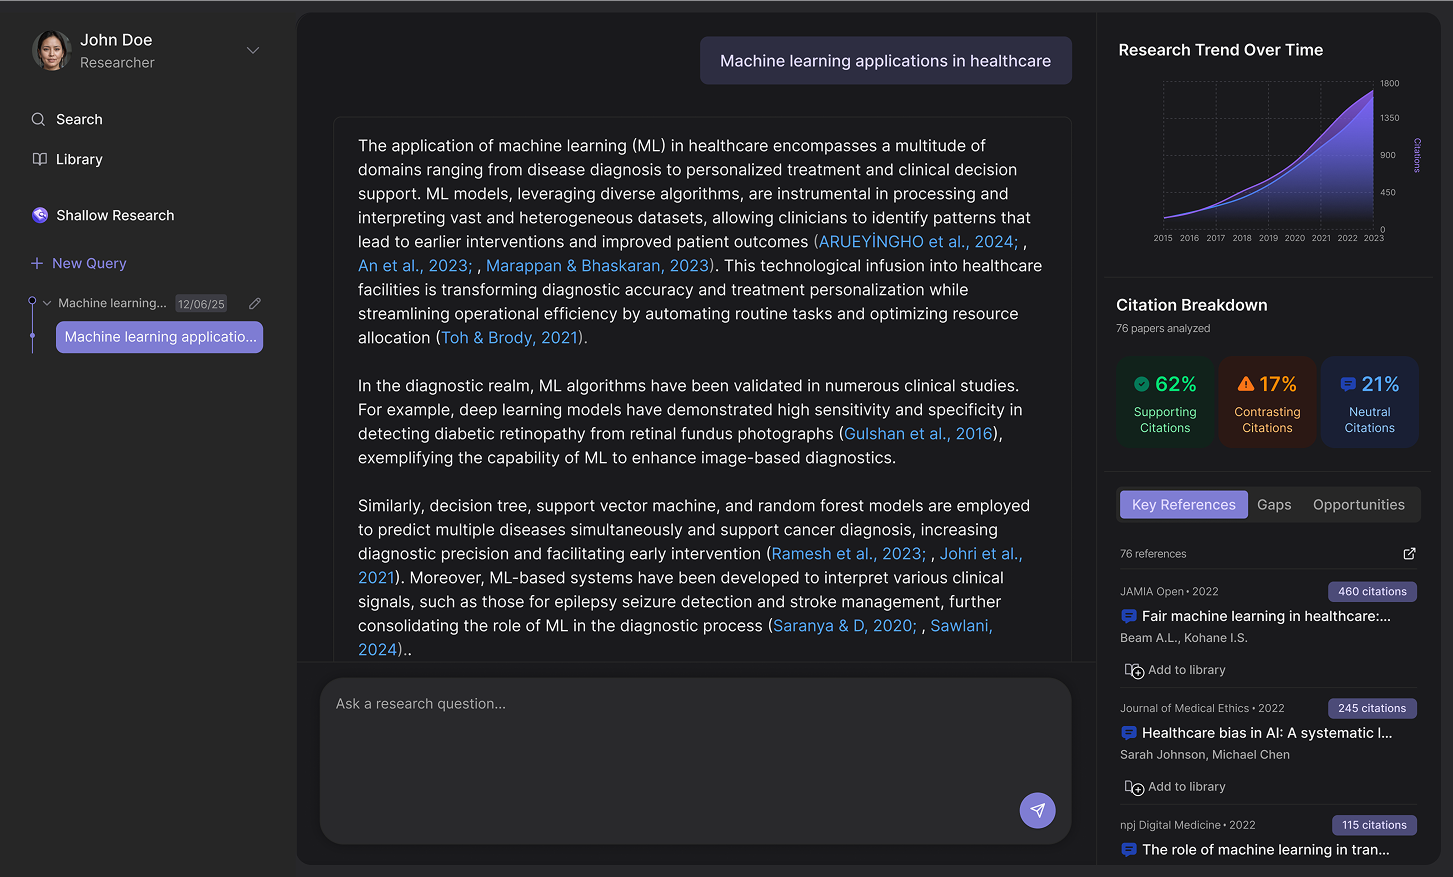 John Doe
Researcher
Search
Library
Shallow Research
New Query
Machine learning... 12/06/25
Machine learning applicatio...
Machine learning applications in healthcare
The application of machine learning (ML) in healthcare encompasses a multitude of
domains ranging from disease diagnosis to personalized treatment and clinical decision
support. ML models, leveraging diverse algorithms, are instrumental in processing and
interpreting vast and heterogeneous datasets, allowing clinicians to identify patterns that
lead to earlier interventions and improved patient outcomes (ARUEYİNGHO et al., 2024; ,
An et al., 2023; , Marappan & Bhaskaran, 2023). This technological infusion into healthcare
facilities is transforming diagnostic accuracy and treatment personalization while
streamlining operational efficiency by automating routine tasks and optimizing resource
allocation (Toh & Brody, 2021).
In the diagnostic realm, ML algorithms have been validated in numerous clinical studies.
For example, deep learning models have demonstrated high sensitivity and specificity in
detecting diabetic retinopathy from retinal fundus photographs (Gulshan et al., 2016),
exemplifying the capability of ML to enhance image-based diagnostics.
Similarly, decision tree, support vector machine, and random forest models are employed
to predict multiple diseases simultaneously and support cancer diagnosis, increasing
diagnostic precision and facilitating early intervention (Ramesh et al., 2023; , Johri et al.,
2021). Moreover, ML-based systems have been developed to interpret various clinical
signals, such as those for epilepsy seizure detection and stroke management, further
consolidating the role of ML in the diagnostic process (Saranya & D, 2020; , Sawlani,
2024)..
Ask a research question...
Research Trend Over Time
1800
1350
900
450
0
Citations
2015 2016 2017 2018 2019 2020 2021 2022 2023
Citation Breakdown
76 papers analyzed
62%
Supporting
Citations
17%
Contrasting
Citations
21%
Neutral
Citations
Key References Gaps Opportunities
76 references
JAMIA Open • 2022 460 citations
Fair machine learning in healthcare:...
Beam A.L., Kohane I.S.
Add to library
Journal of Medical Ethics • 2022 245 citations
Healthcare bias in AI: A systematic l...
Sarah Johnson, Michael Chen
Add to library
npj Digital Medicine • 2022 115 citations
The role of machine learning in tran...